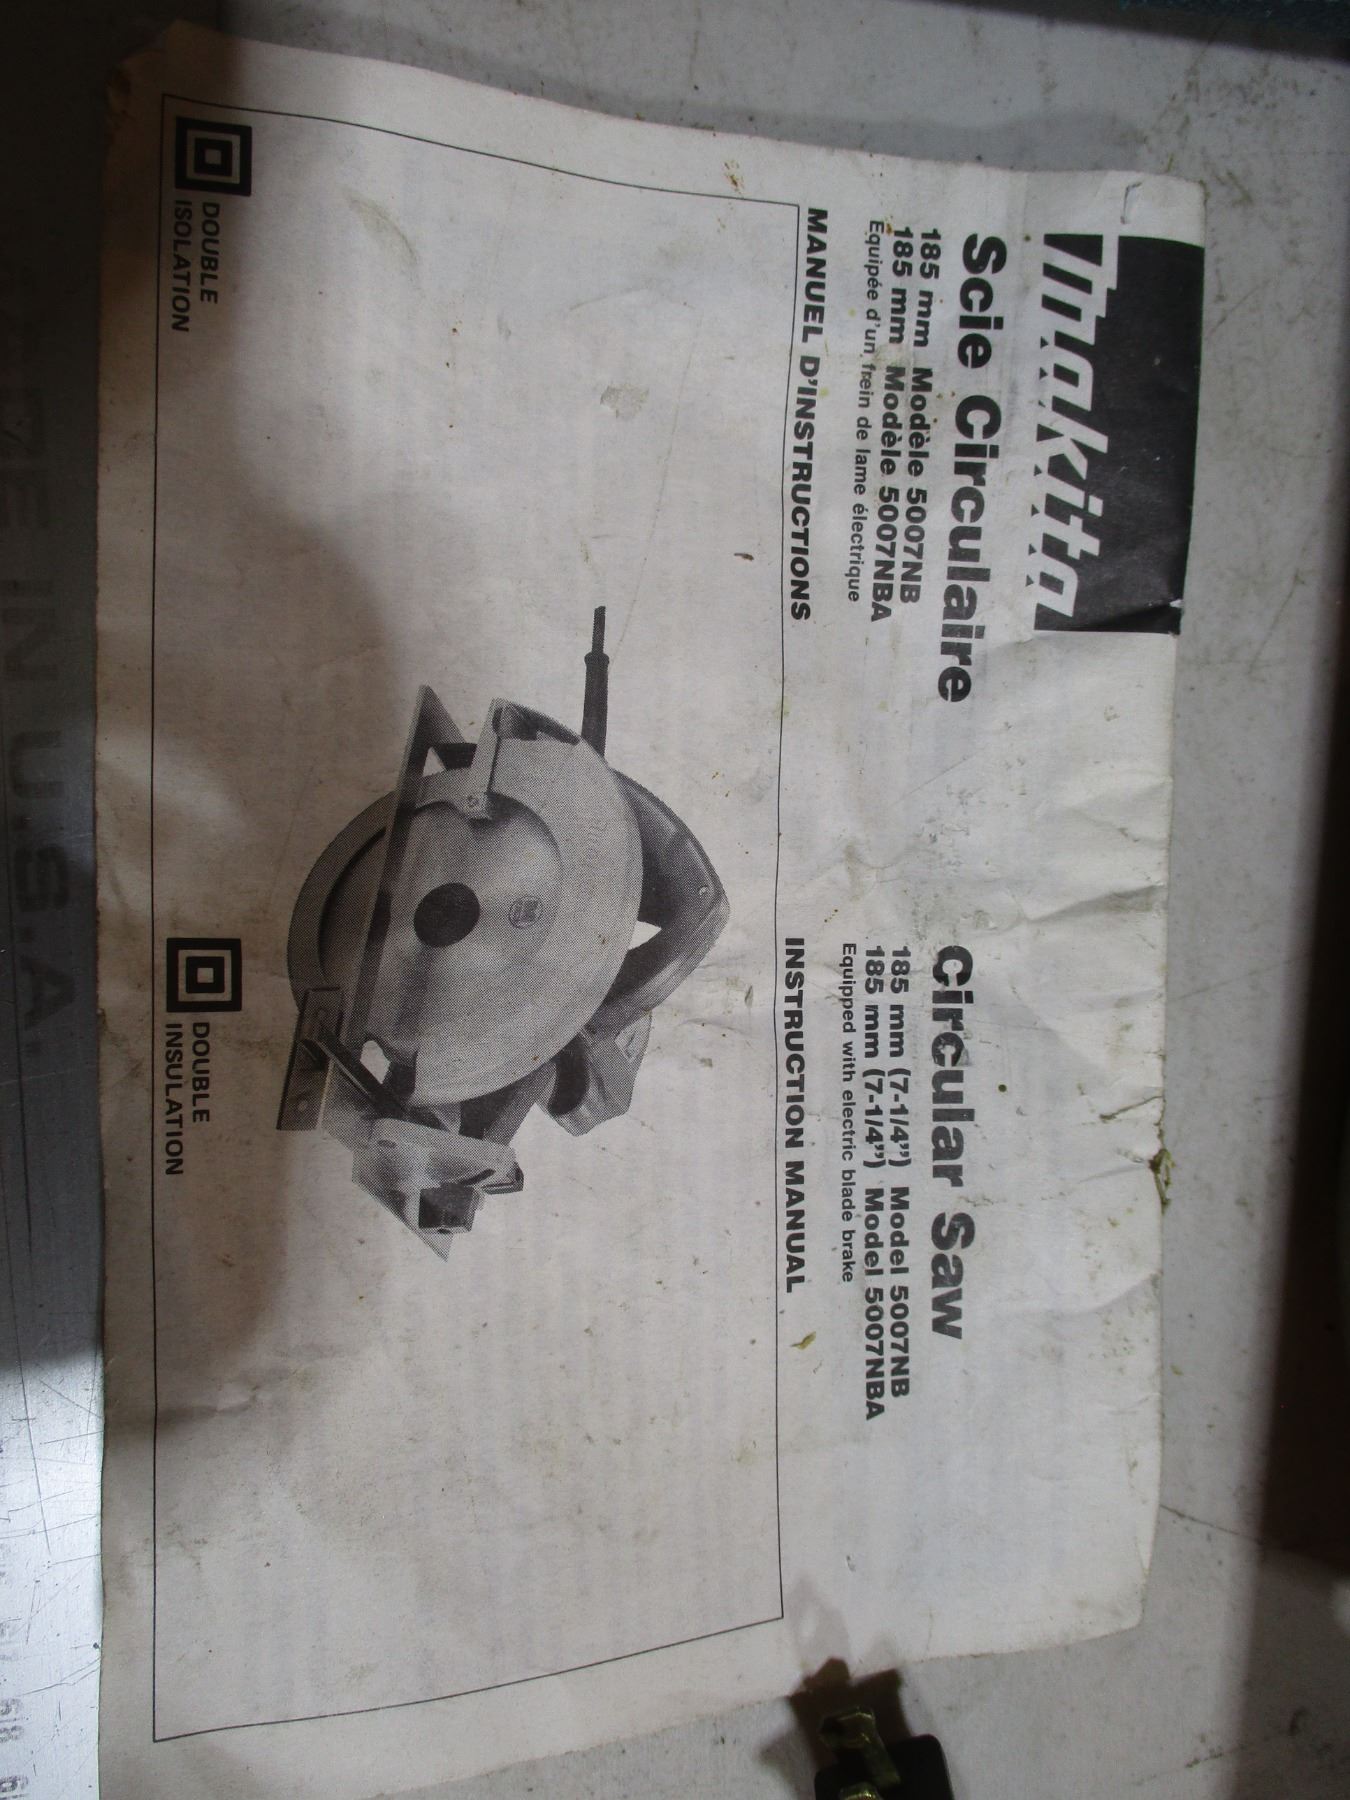 makita
Scie Circulaire
185 mm Modèle 5007NB
185 mm Modèle 5007NBA
Equipée d'un frein de lame électrique
MANUEL D'INSTRUCTIONS
Circular Saw
185 mm (7-1/4") Model 5007NB
185 mm (7-1/4") Model 5007NBA
Equipped with electric blade brake
INSTRUCTION MANUAL
DOUBLE
ISOLATION
DOUBLE
INSULATION
IN U.S.A.